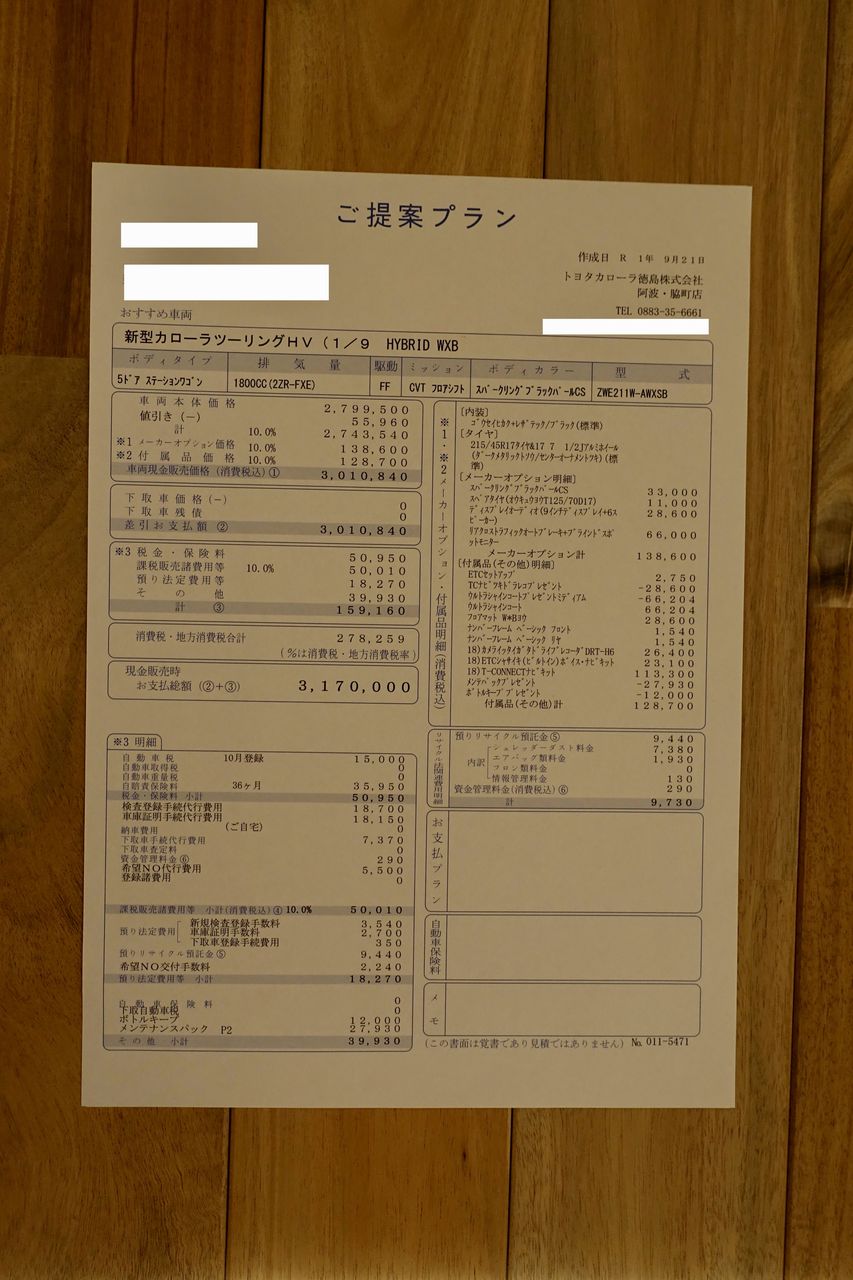 ご提案プラン
作成日 R 1年 9月21日
トヨタカローラ徳島株式会社
阿波・脇町店
TEL 0883-35-6661
おすすめ車両
新型カローラツーリングHV (1/9 HYBRID WXB
ボディタイプ 排気量 駆動 ミッション ボディカラー 型式
5ドア ステーションワゴン 1800CC(2ZR-FXE) FF CVT フロアシフト スパークリングブラックパールCS ZWE211W-AWXSB
車両本体価格 2,799,500
値引き(-) 55,960
計 10.0% 2,743,540
※1 メーカーオプション価格 10.0% 138,600
※2 付属品価格 10.0% 128,700
車両現金販売価格(消費税込)① 3,010,840
下取車価格(-) 0
下取車残債 0
差引お支払額 ② 3,010,840
※3 税金・保険料 50,950
課税販売諸費用等 10.0% 50,010
預り法定費用等 18,270
その他 39,930
計 ③ 159,160
消費税・地方消費税合計 278,259
(%は消費税・地方消費税率)
現金販売時
お支払総額(②+③) 3,170,000
※3 明細
自動車税 10月登録 15,000
自動車取得税 0
自動車重量税 0
自賠責保険料 36ヶ月 35,950
税金・保険料 小計 50,950
検査登録手続代行費用 18,700
車庫証明手続代行費用 18,150
納車費用 (ご自宅) 0
下取車手続代行費用 7,370
下取車査定料 0
資金管理料金⑥ 290
希望NO代行費用 5,500
登録諸費用 0
課税販売諸費用等 小計(消費税込)④ 10.0% 50,010
預り法定費用
新規検査登録手数料 3,540
車庫証明手数料 2,700
下取車登録手続費用 350
預りリサイクル預託金⑤ 9,440
希望NO交付手数料 2,240
預り法定費用等 小計 18,270
自動車保険料 0
下取自動車税 0
ボトルキープ 12,000
メンテナンスパック P2 27,930
その他 小計 39,930
※1・※2メーカーオプション・付属品明細(消費税込)
[内装]
ゴウセイヒカク+レザテック/ブラック(標準)
[タイヤ]
215/45R17タイヤ&17 7 1/2Jアルミホイール
(ダークメタリックトソウ/センターオーナメントツキ)(標
準)
[メーカーオプション明細]
スパークリングブラックパールCS 33,000
スペアタイヤ(オウキュウヨウT125/70D17) 11,000
ディスプレイオーディオ(9インチディスプレイ+6ス
ピーカー) 28,600
リアクロストラフィックオートブレーキ+ブラインドスポ
ットモニター 66,000
メーカーオプション計 138,600
[付属品(その他)明細]
ETCセットアップ 2,750
TCナビツキドラレコプレゼント -28,600
ウルトラシャインコートプレゼントミディアム -66,204
ウルトラシャインコート 66,204
フロアマット W*Bヨウ 28,600
ナンバーフレーム ベーシック フロント 1,540
ナンバーフレーム ベーシック リヤ 1,540
18)カメライッタイガタドライブレコーダDRT-H6 26,400
18)ETCシャサイキ(ビルトイン)ボイス・ナビキット 23,100
18)T-CONNECTナビキット 113,300
メンテパックプレゼント -27,930
ボトルキーププレゼント -12,000
付属品(その他)計 128,700
リサイクル法関連費用明細
預りリサイクル預託金⑤ 9,440
内訳
シュレッダーダスト料金 7,380
エアバッグ類料金 1,930
フロン類料金 0
情報管理料金 130
資金管理料金(消費税込)⑥ 290
計 9,730
お支払プラン
自動車保険料
メモ
(この書面は覚書であり見積ではありません) No. 011-5471